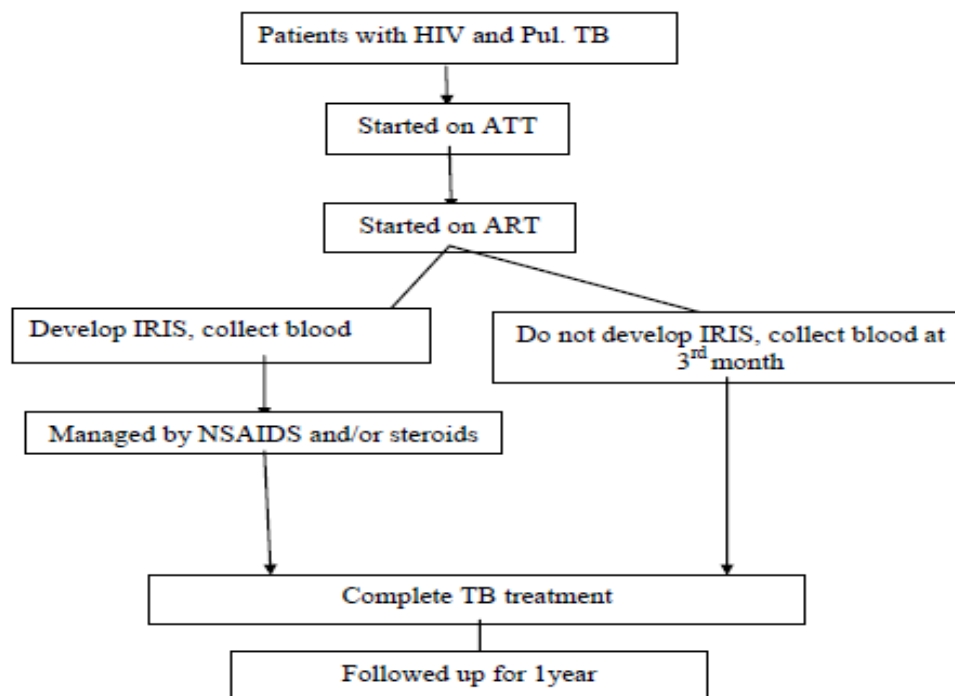 Patients with HIV and Pul. TB
Started on ATT
Started on ART
Develop IRIS, collect blood
Do not develop IRIS, collect blood at
3rd month
Managed by NSAIDS and/or steroids
Complete TB treatment
Followed up for 1year